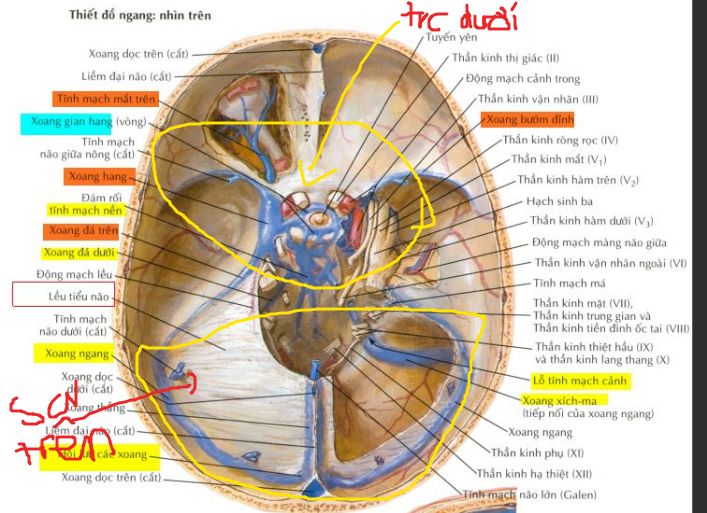 Thiết đồ ngang: nhìn trên
trc dưới
Xoang dọc trên (cắt)
Liềm đại não (cắt)
Tĩnh mạch mắt trên
Xoang gian hang (vòng)
Tĩnh mạch
não giữa nông (cắt)
Xoang hang
Đám rối
tĩnh mạch nền
Xoang đá trên
Xoang đá dưới
Động mạch lều
Lều tiểu não
Tĩnh mạch
não dưới (cắt)
Xoang ngang
Xoang dọc
dưới (cắt)
Xoang thẳng
Liềm đại não (cắt)
Hội lưu các xoang
Xoang dọc trên (cắt)
trên
Tuyến yên
Thần kinh thị giác (II)
Động mạch cảnh trong
Thần kinh vận nhãn (III)
Xoang bướm đỉnh
Thần kinh ròng rọc (IV)
Thần kinh mắt (V₁)
Thần kinh hàm trên (V₂)
Hạch sinh ba
Thần kinh hàm dưới (V₃)
Động mạch màng não giữa
Thần kinh vận nhãn ngoài (VI)
Tĩnh mạch má
Thần kinh mặt (VII),
Thần kinh trung gian và
Thần kinh tiền đình ốc tai (VIII)
Thần kinh thiệt hầu (IX)
và thần kinh lang thang (X)
Lỗ tĩnh mạch cảnh
Xoang xích-ma
(tiếp nối của xoang ngang)
Xoang ngang
Thần kinh phụ (XI)
Thần kinh hạ thiệt (XII)
Tĩnh mạch não lớn (Galen)